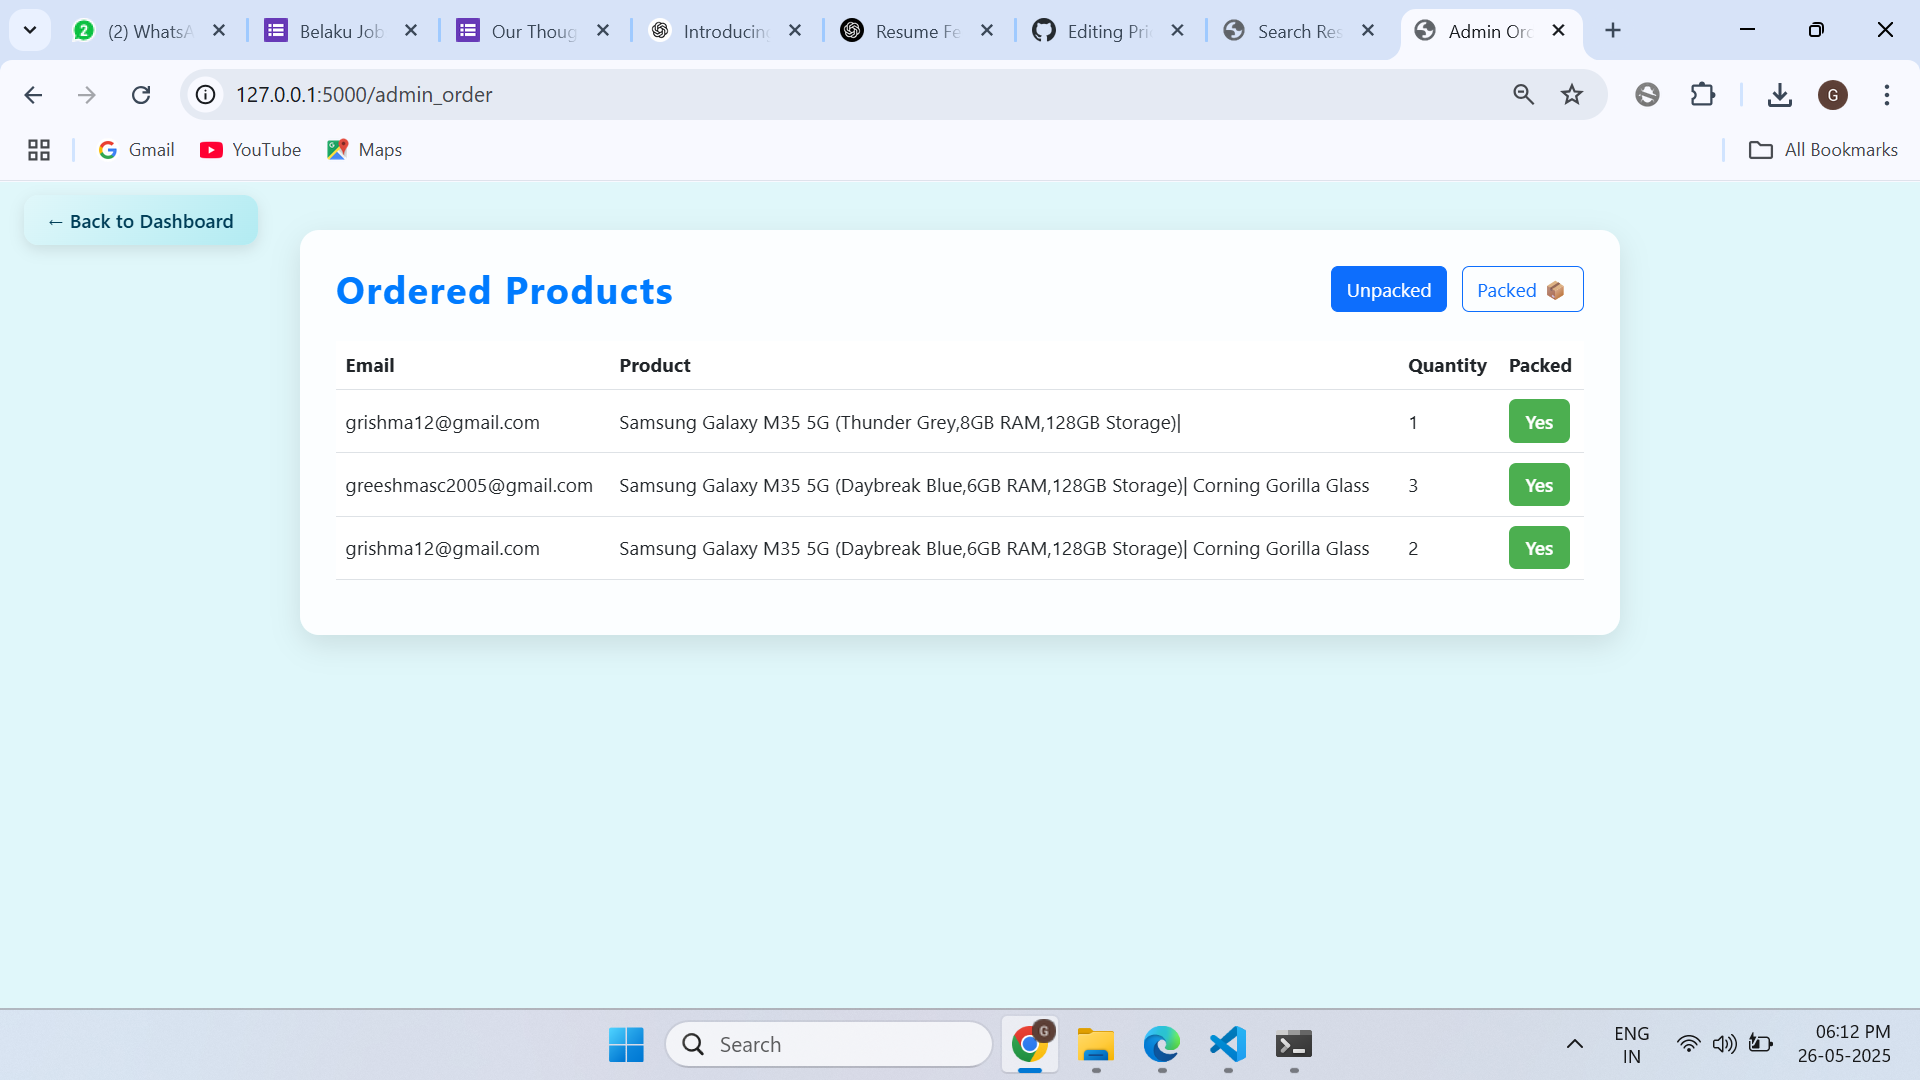 (2) WhatsA
Belaku Job
Our Thoug
Introducing
Resume Fe
Editing Pri
Search Res
Admin Ord
127.0.0.1:5000/admin_order
G
Gmail
YouTube
Maps
All Bookmarks
← Back to Dashboard
Ordered Products
Unpacked
Packed 📦
Email Product Quantity Packed
grishma12@gmail.com Samsung Galaxy M35 5G (Thunder Grey,8GB RAM,128GB Storage)| 1 Yes
greeshmasc2005@gmail.com Samsung Galaxy M35 5G (Daybreak Blue,6GB RAM,128GB Storage)| Corning Gorilla Glass 3 Yes
grishma12@gmail.com Samsung Galaxy M35 5G (Daybreak Blue,6GB RAM,128GB Storage)| Corning Gorilla Glass 2 Yes
Search
G
ENG
IN
06:12 PM
26-05-2025